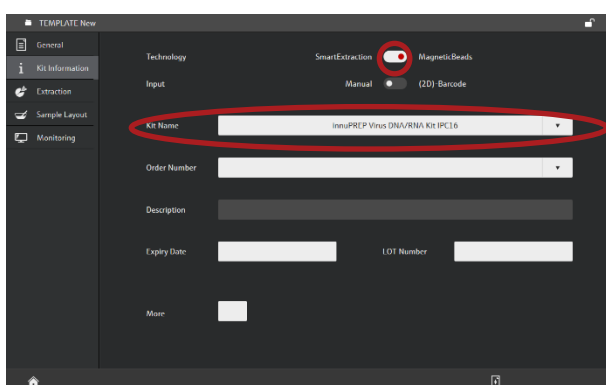 TEMPLATE New
General
Kit Information
Extraction
Sample Layout
Monitoring
Technology SmartExtraction MagneticBeads
Input Manual (2D)-Barcode
Kit Name innuPREP Virus DNA/RNA Kit IPC16
Order Number
Description
Expiry Date LOT Number
More